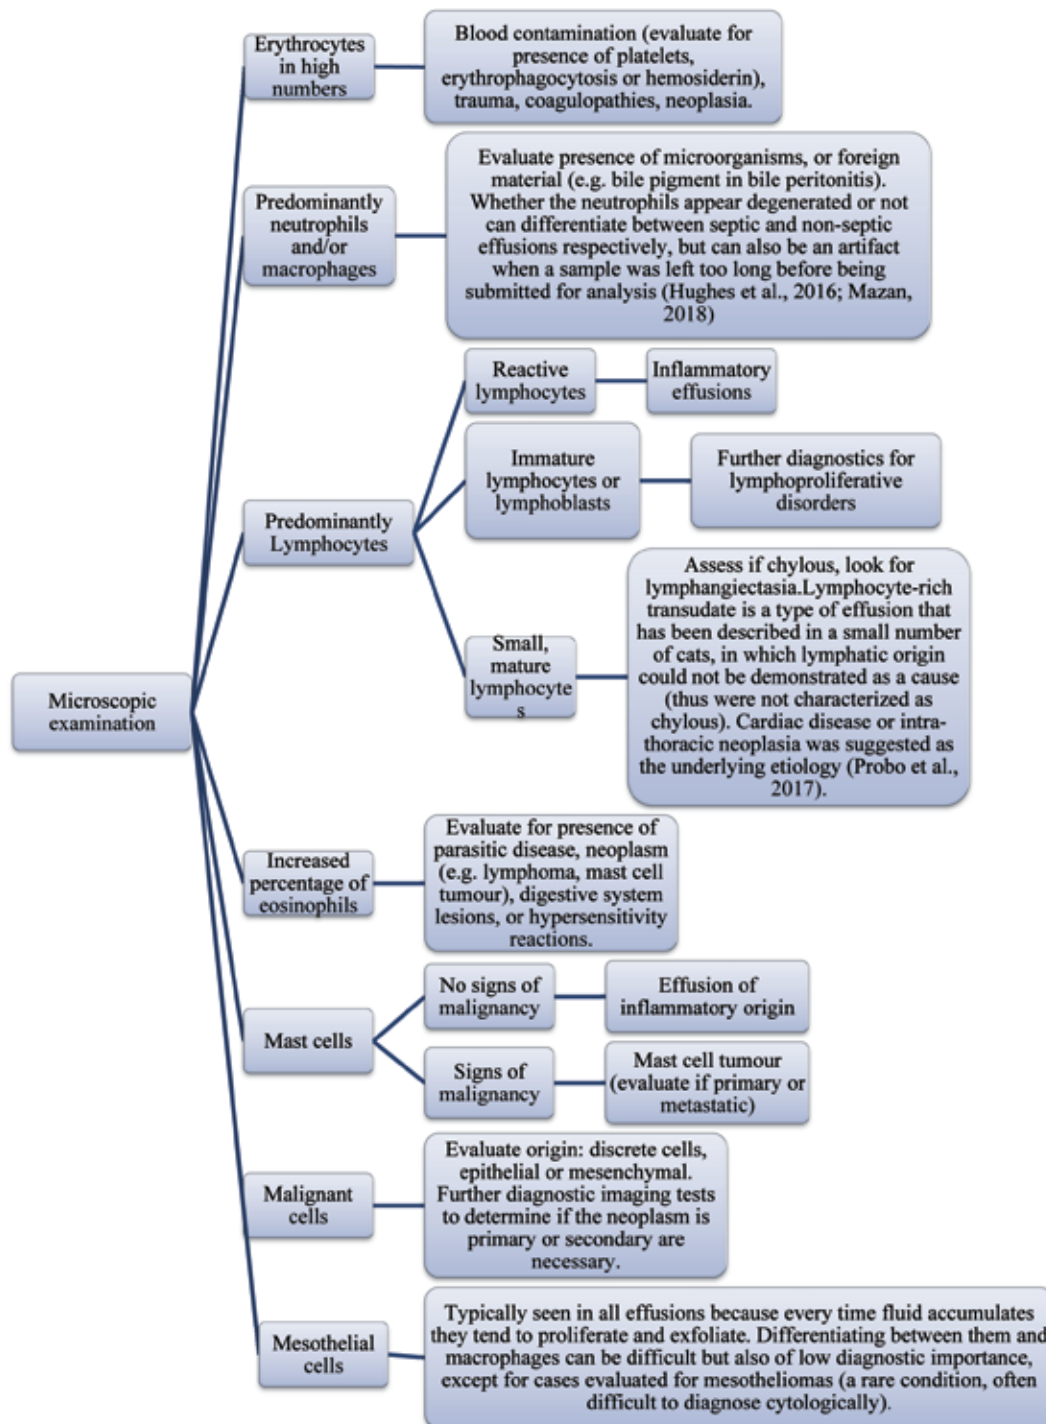 Microscopic
examination
Erythrocytes
in high
numbers
Blood contamination (evaluate for
presence of platelets,
erythrophagocytosis or hemosiderin),
trauma, coagulopathies, neoplasia.
Predominantly
neutrophils
and/or
macrophages
Evaluate presence of microorganisms, or foreign
material (e.g. bile pigment in bile peritonitis).
Whether the neutrophils appear degenerated or not
can differentiate between septic and non-septic
effusions respectively, but can also be an artifact
when a sample was left too long before being
submitted for analysis (Hughes et al., 2016; Mazan,
2018)
Predominantly
Lymphocytes
Reactive
lymphocytes
Inflammatory
effusions
Immature
lymphocytes or
lymphoblasts
Further diagnostics for
lymphoproliferative
disorders
Small,
mature
lymphocyte
s
Assess if chylous, look for
lymphangiectasia.Lymphocyte-rich
transudate is a type of effusion that
has been described in a small number
of cats, in which lymphatic origin
could not be demonstrated as a cause
(thus were not characterized as
chylous). Cardiac disease or intra-
thoracic neoplasia was suggested as
the underlying etiology (Probo et al.,
2017).
Increased
percentage of
eosinophils
Evaluate for presence of
parasitic disease, neoplasm
(e.g. lymphoma, mast cell
tumour), digestive system
lesions, or hypersensitivity
reactions.
Mast cells
No signs of
malignancy
Effusion of
inflammatory origin
Signs of
malignancy
Mast cell tumour
(evaluate if primary or
metastatic)
Malignant
cells
Evaluate origin: discrete cells,
epithelial or mesenchymal.
Further diagnostic imaging tests
to determine if the neoplasm is
primary or secondary are
necessary.
Mesothelial
cells
Typically seen in all effusions because every time fluid accumulates
they tend to proliferate and exfoliate. Differentiating between them and
macrophages can be difficult but also of low diagnostic importance,
except for cases evaluated for mesotheliomas (a rare condition, often
difficult to diagnose cytologically).